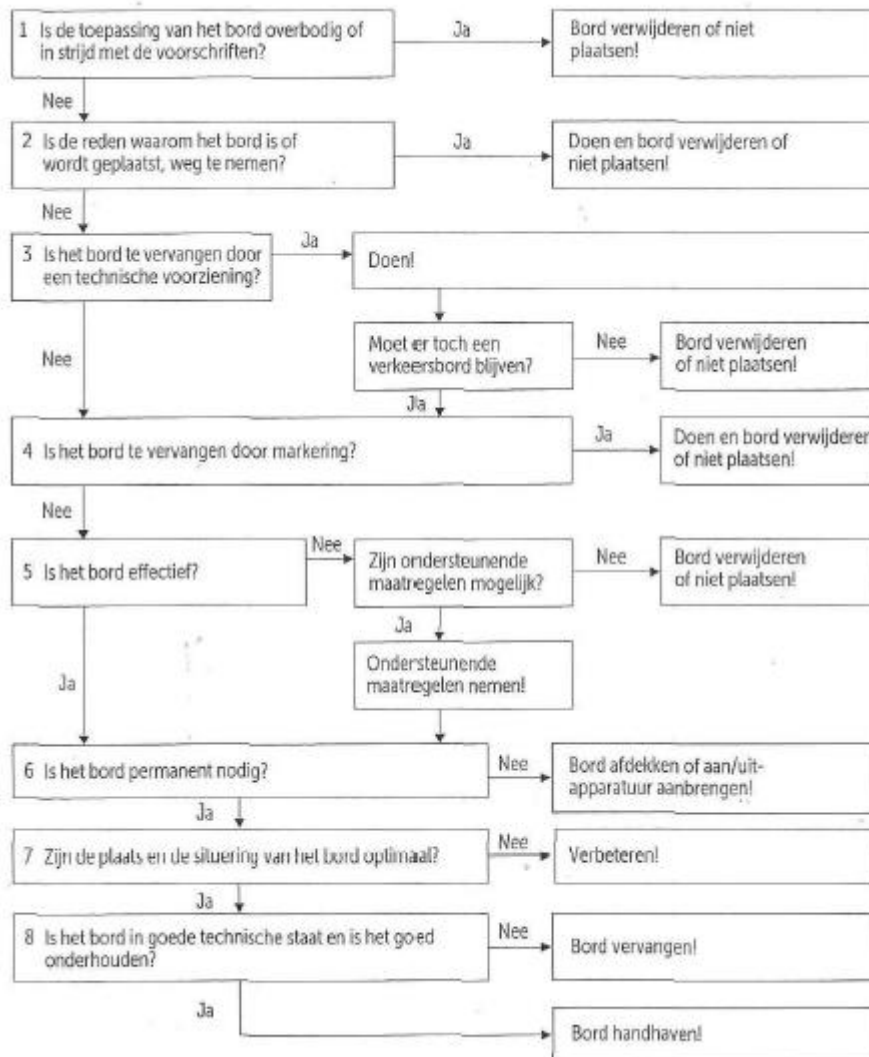 1 Is de toepassing van het bord overbodig of
in strijd met de voorschriften?
Ja
Bord verwijderen of niet
plaatsen!
Nee
2 Is de reden waarom het bord is of
wordt geplaatst, weg te nemen?
Ja
Doen en bord verwijderen of
niet plaatsen!
Nee
3 Is het bord te vervangen door
een technische voorziening?
Ja
Doen!
Nee
Moet er toch een
verkeersbord blijven?
Nee
Bord verwijderen
of niet plaatsen!
Ja
4 Is het bord te vervangen door markering?
Ja
Doen en bord verwijderen
of niet plaatsen!
Nee
5 Is het bord effectief?
Nee
Zijn ondersteunende
maatregelen mogelijk?
Nee
Bord verwijderen
of niet plaatsen!
Ja
Ja
Ondersteunende
maatregelen nemen!
6 Is het bord permanent nodig?
Nee
Bord afdekken of aan/uit-
apparatuur aanbrengen!
Ja
7 Zijn de plaats en de situering van het bord optimaal?
Nee
Verbeteren!
Ja
8 Is het bord in goede technische staat en is het goed
onderhouden?
Nee
Bord vervangen!
Ja
Bord handhaven!